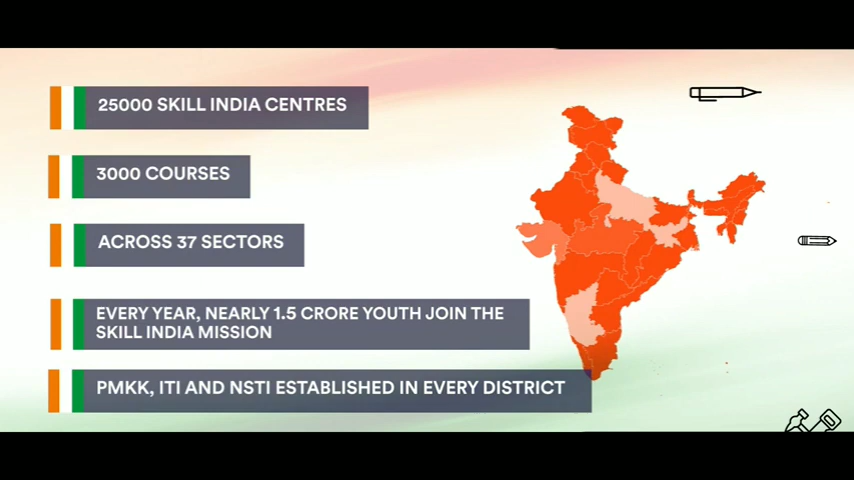 25000 SKILL INDIA CENTRES
3000 COURSES
ACROSS 37 SECTORS
EVERY YEAR, NEARLY 1.5 CRORE YOUTH JOIN THE
SKILL INDIA MISSION
PMKK, ITI AND NSTI ESTABLISHED IN EVERY DISTRICT